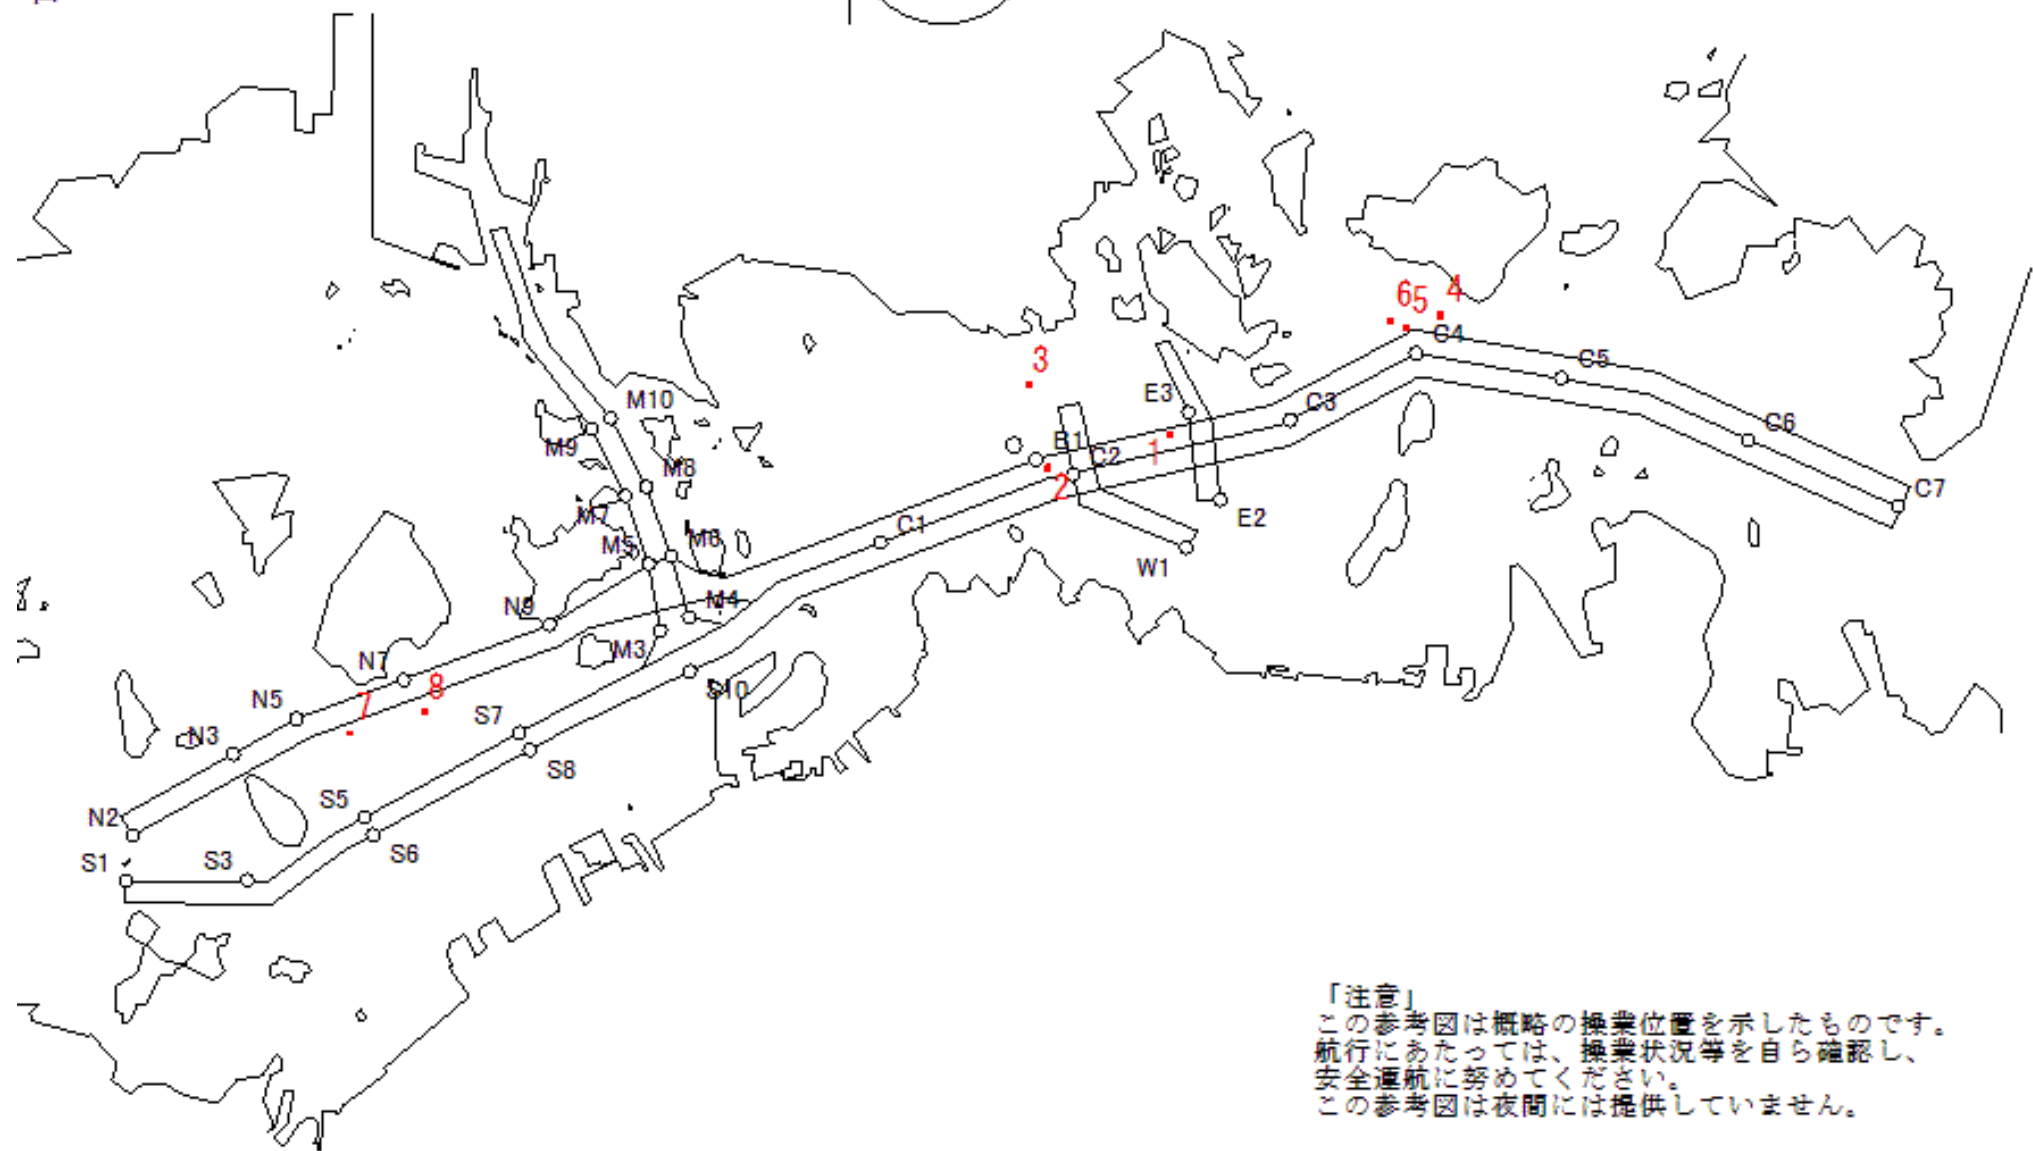 6
5
4
C4
3
C5
M10
E3
C3
C6
M9
B1
1
M8
C2
2
C7
M7
C1
E2
M5
M6
W1
N9
M4
M3
N7
8
S10
N5
7
S7
N3
S8
S5
N2
S6
S1
S3
「注意」
この参考図は概略の操業位置を示したものです。
航行にあたっては、操業状況等を自ら確認し、
安全運航に努めてください。
この参考図は夜間には提供していません。